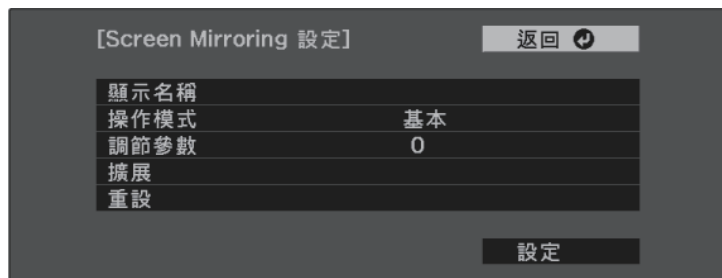 [Screen Mirroring 設定]
返回
顯示名稱
操作模式 基本
調節參數 0
擴展
重設
設定